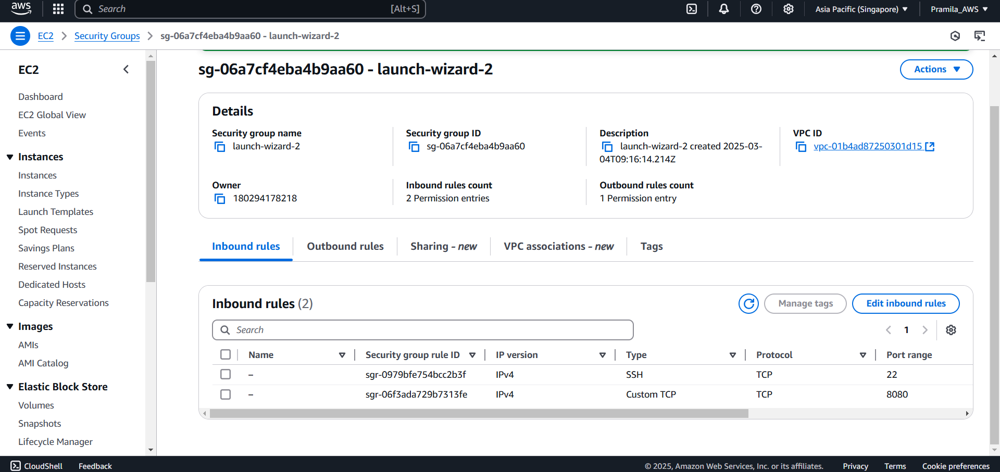 aws
Search [Alt+S]
Asia Pacific (Singapore) Pramila_AWS
EC2 Security Groups sg-06a7cf4eba4b9aa60 - launch-wizard-2
EC2
Dashboard
EC2 Global View
Events
Instances
Instances
Instance Types
Launch Templates
Spot Requests
Savings Plans
Reserved Instances
Dedicated Hosts
Capacity Reservations
Images
AMIs
AMI Catalog
Elastic Block Store
Volumes
Snapshots
Lifecycle Manager
sg-06a7cf4eba4b9aa60 - launch-wizard-2
Actions
Details
Security group name
launch-wizard-2
Security group ID
sg-06a7cf4eba4b9aa60
Description
launch-wizard-2 created 2025-03-
04T09:16:14.214Z
VPC ID
vpc-01b4ad87250301d15
Owner
180294178218
Inbound rules count
2 Permission entries
Outbound rules count
1 Permission entry
Inbound rules Outbound rules Sharing - new VPC associations - new Tags
Inbound rules (2)
Manage tags Edit inbound rules
Search
1
Name Security group rule ID IP version Type Protocol Port range
– sgr-0979bfe754bcc2b3f IPv4 SSH TCP 22
– sgr-06f3ada729b7313fe IPv4 Custom TCP TCP 8080
CloudShell Feedback © 2025, Amazon Web Services, Inc. or its affiliates. Privacy Terms Cookie preferences